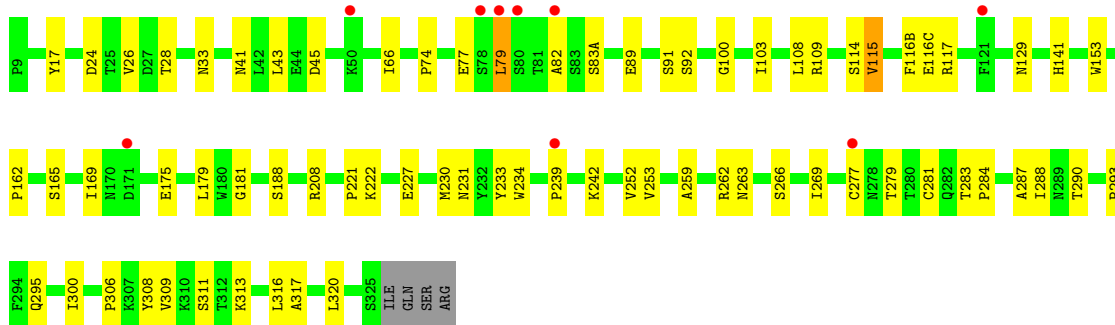 P9 Y17 D24 T25 V26 D27 T28 N33 N41 L42 L43 E44 D45 K50 I66 P74 E77 S78 L79 S80 T81 A82 S83 S83A E89 S91 S92 G100 I103 L108 R109 S114 V115 F116B E116C R117 F121 N129 H141 W153
P162 S165 I169 N170 D171 E175 L179 W180 G181 S188 R208 P221 K222 E227 M230 N231 Y232 Y233 W234 P239 K242 V252 V253 A259 R262 N263 S266 I269 C277 N278 T279 T280 C281 Q282 T283 P284 A287 I288 N289 T290
F294 Q295 I300 P306 K307 Y308 V309 K310 S311 T312 K313 L316 A317 L320 S325 ILE GLN SER ARG